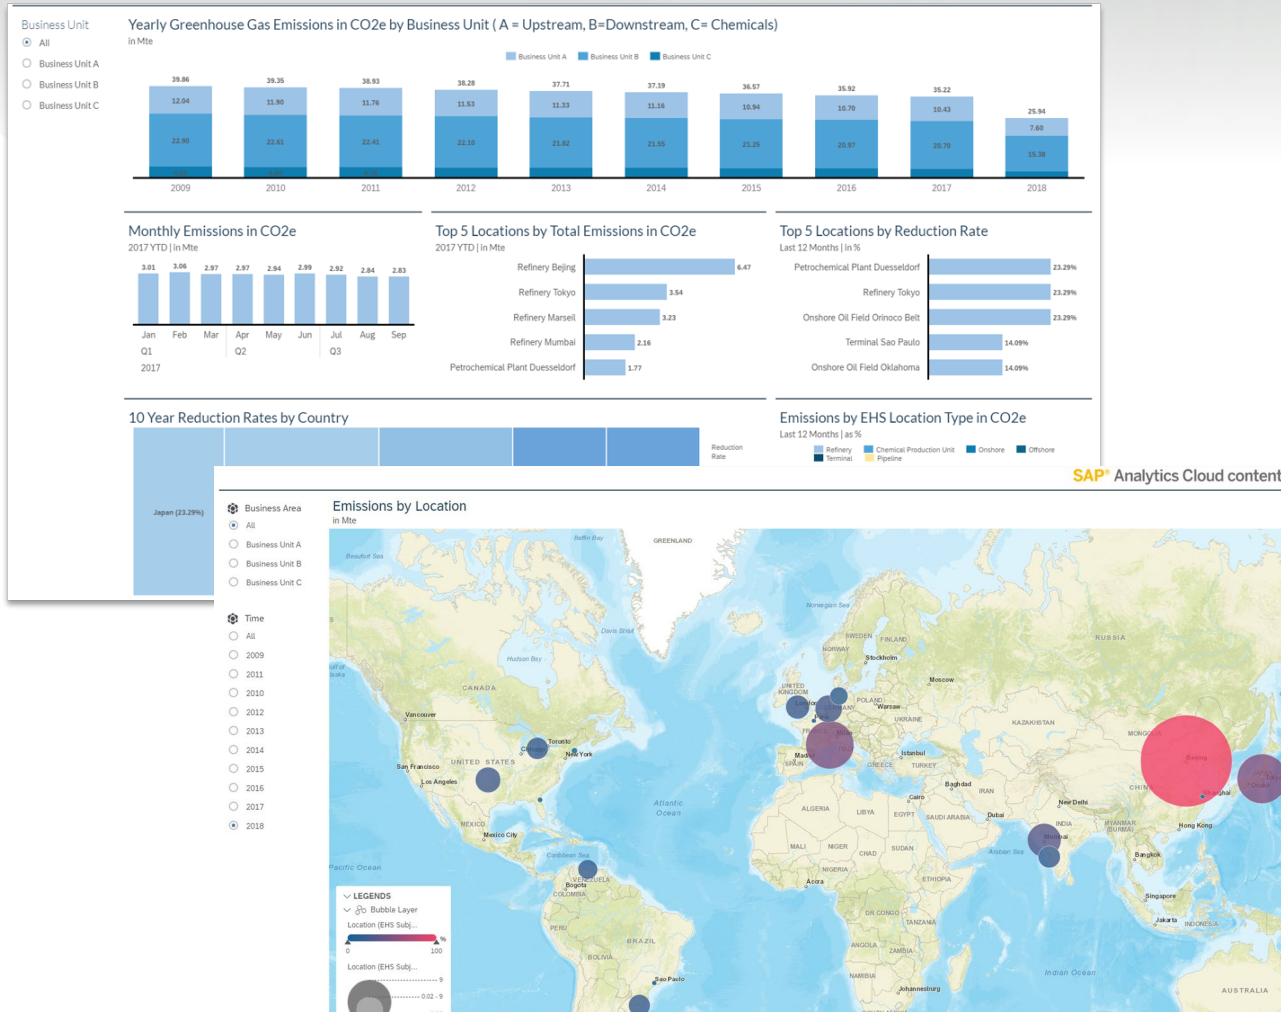 Business Unit
All
Business Unit A
Business Unit B
Business Unit C
Yearly Greenhouse Gas Emissions in CO2e by Business Unit ( A = Upstream, B=Downstream, C= Chemicals)
in Mte
Business Unit A Business Unit B Business Unit C
39.86 39.35 38.93 38.28 37.71 37.19 36.57 35.92 35.22 25.94
12.04 11.90 11.76 11.53 11.33 11.16 10.94 10.70 10.43 7.60
22.90 22.61 22.41 22.10 21.82 21.55 21.25 20.97 20.70 15.38
2009 2010 2011 2012 2013 2014 2015 2016 2017 2018
Monthly Emissions in CO2e
2017 YTD | in Mte
3.01 3.06 2.97 2.97 2.94 2.99 2.92 2.84 2.83
Jan Feb Mar Apr May Jun Jul Aug Sep
Q1 Q2 Q3
2017
Top 5 Locations by Total Emissions in CO2e
2017 YTD | in Mte
Refinery Bejing 6.47
Refinery Tokyo 3.54
Refinery Marseil 3.23
Refinery Mumbai 2.16
Petrochemical Plant Duesseldorf 1.77
Top 5 Locations by Reduction Rate
Last 12 Months | in %
Petrochemical Plant Duesseldorf 23.29%
Refinery Tokyo 23.29%
Onshore Oil Field Orinoco Belt 23.29%
Terminal Sao Paulo 14.09%
Onshore Oil Field Oklahoma 14.09%
10 Year Reduction Rates by Country
Reduction
Rate
Japan (23.29%)
Emissions by EHS Location Type in CO2e
Last 12 Months | as %
Refinery Chemical Production Unit Onshore Offshore
Terminal Pipeline
SAP® Analytics Cloud content
Business Area
All
Business Unit A
Business Unit B
Business Unit C
Time
All
2009
2011
2010
2012
2013
2014
2015
2016
2017
2018
Emissions by Location
in Mte
Baffin Bay
GREENLAND
Beaufort Sea
Norwegian Sea
Davis Strait
SWEDEN
FINLAND
RUSSIA
NORWAY
Stockholm
Hudson Bay
Moscow
CANADA
UNITED
KINGDOM
POLAND
Warsaw
Vancouver
UKRAINE
KAZAKHSTAN
Toronto
New York
Istanbul
San Francisco
UNITED STATES
SPAIN
GREECE
TURKEY
Los Angeles
Baghdad
IRAN
Cairo
New Delhi
Atlantic
Ocean
ALGERIA
LIBYA
EGYPT
SAUDI ARABIA
Dubai
INDIA
MYANMAR
(BURMA)
Hong Kong
MEXICO
Mexico City
MALI
NIGER
CHAD
SUDAN
Arabian Sea
Bangkok
Caribbean Sea
Pacific Ocean
NIGERIA
ETHIOPIA
VENEZUELA
Bogota
COLOMBIA
Accra
Singapore
DR CONGO
TANZANIA
Jakarta
INDONESIA
PERU
BRAZIL
ANGOLA
ZAMBIA
BOLIVIA
Indian Ocean
NAMIBIA
Sao Paulo
Johannesburg
AUSTRALIA
LEGENDS
Bubble Layer
Location (EHS Subj...
%
0 100
Location (EHS Subj...
9
0.02 - 9